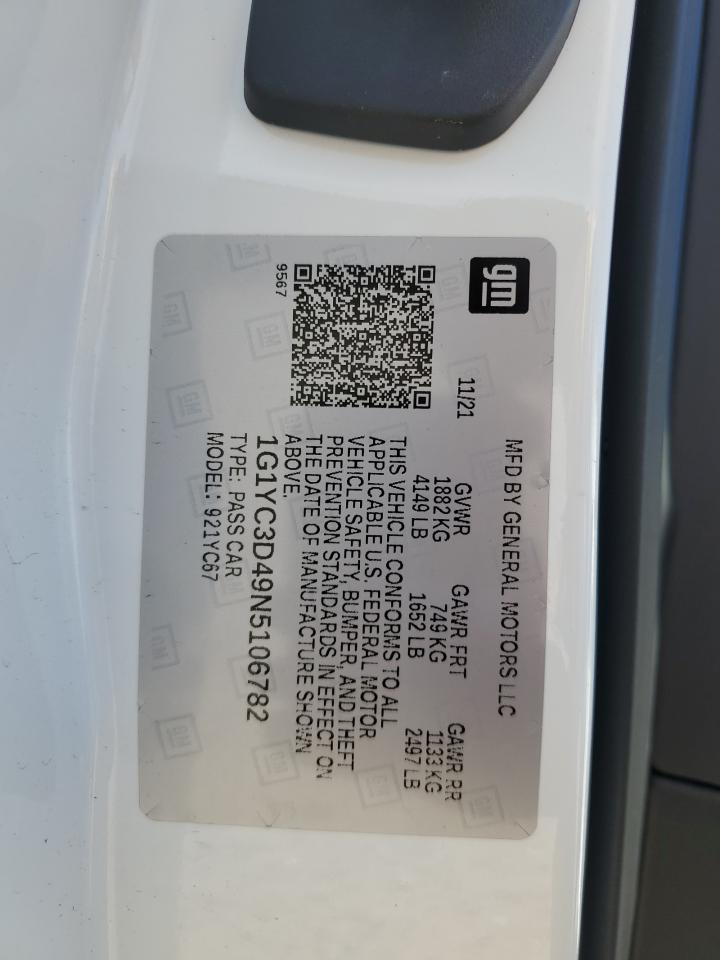 gm
MFD BY GENERAL MOTORS LLC
11/21
GVWR GAWR FRT GAWR RR
1882 KG 749 KG 1133 KG
4149 LB 1652 LB 2497 LB
THIS VEHICLE CONFORMS TO ALL
APPLICABLE U.S. FEDERAL MOTOR
VEHICLE SAFETY, BUMPER, AND THEFT
PREVENTION STANDARDS IN EFFECT ON
THE DATE OF MANUFACTURE SHOWN
ABOVE.
9567
1G1YC3D49N5106782
TYPE: PASS CAR
MODEL: 921YC67